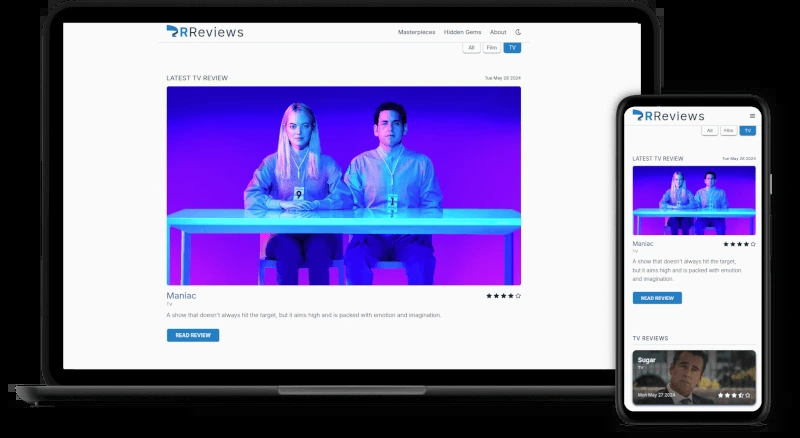 RReviews
Masterpieces Hidden Gems About
All Film TV
LATEST TV REVIEW Tue May 28 2024
9 1
Maniac
TV
A show that doesn't always hit the target, but it aims high and is packed with emotion and imagination.
READ REVIEW
RReviews
All Film TV
LATEST TV REVIEW Tue May 28 2024
Maniac
TV
A show that doesn't always hit the target,
but it aims high and is packed with emotion
and imagination.
READ REVIEW
TV REVIEWS
Sugar
TV
Mon May 27 2024